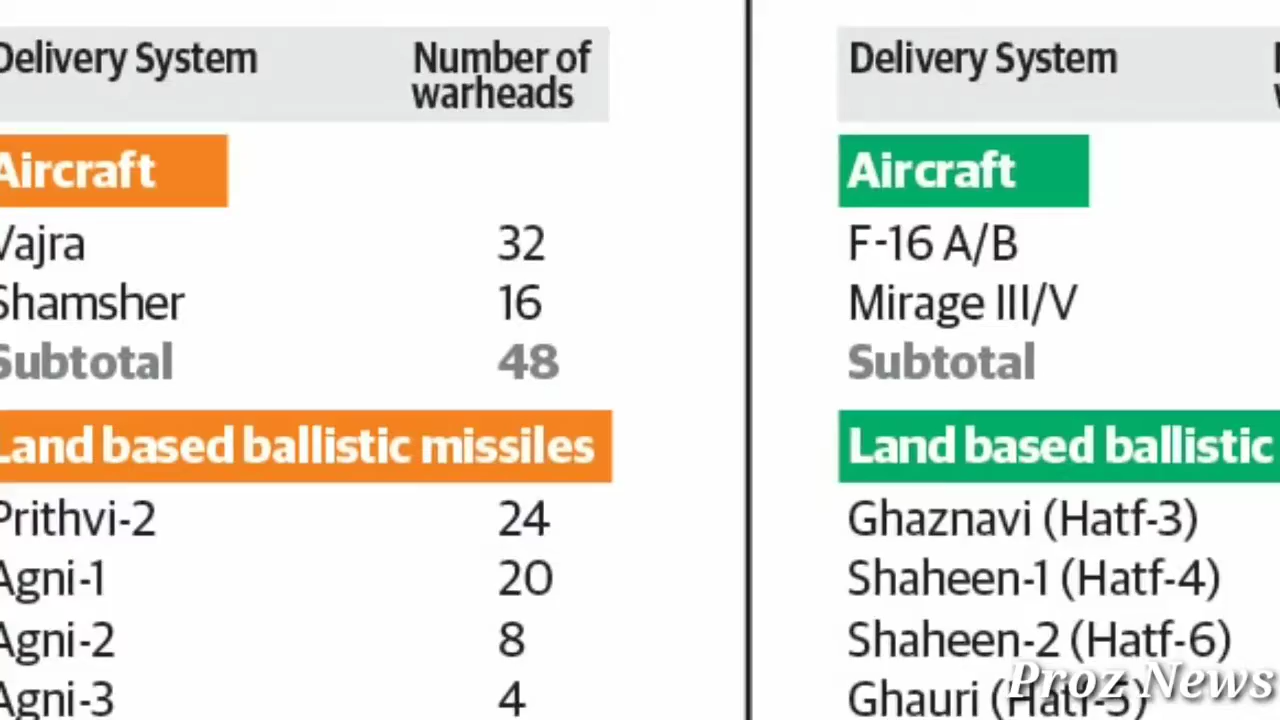 Delivery System
Number of
warheads
Aircraft
Vajra 32
Shamsher 16
Subtotal 48
Land based ballistic missiles
Prithvi-2 24
Agni-1 20
Agni-2 8
Agni-3 4
Delivery System
Aircraft
F-16 A/B
Mirage III/V
Subtotal
Land based ballistic
Ghaznavi (Hatf-3)
Shaheen-1 (Hatf-4)
Shaheen-2 (Hatf-6)
Ghauri (Hatf-5)
Proz News